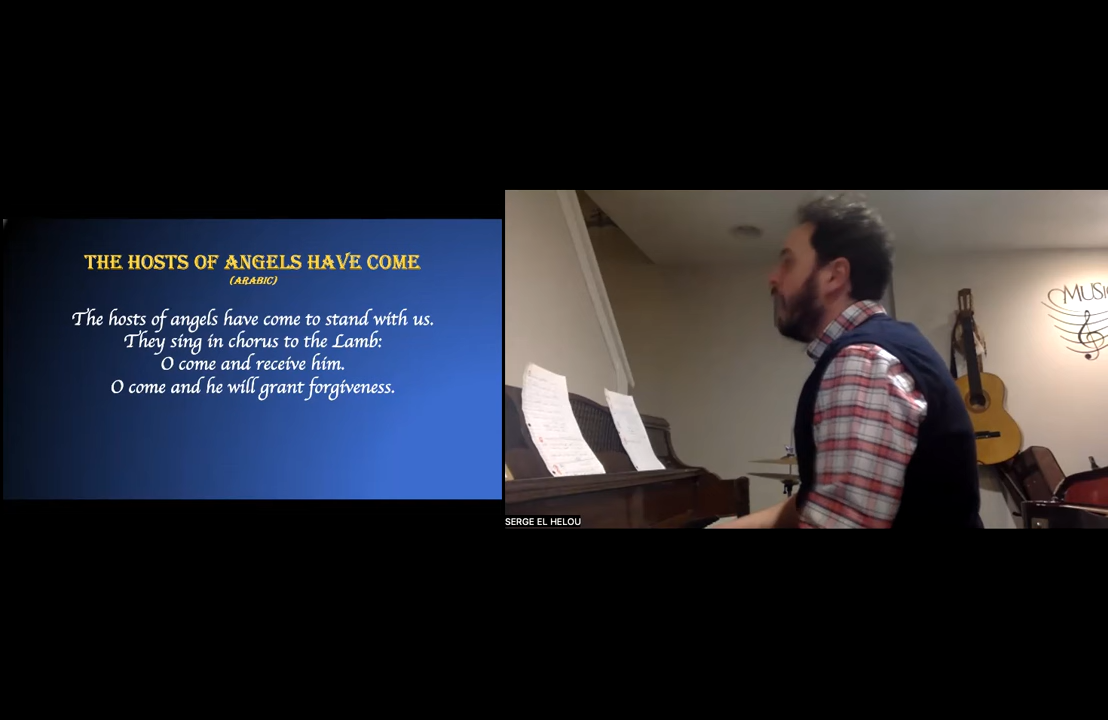 THE HOSTS OF ANGELS HAVE COME
(ARABIC)
The hosts of angels have come to stand with us.
They sing in chorus to the Lamb:
O come and receive him.
O come and he will grant forgiveness.
SERGE EL HELOU